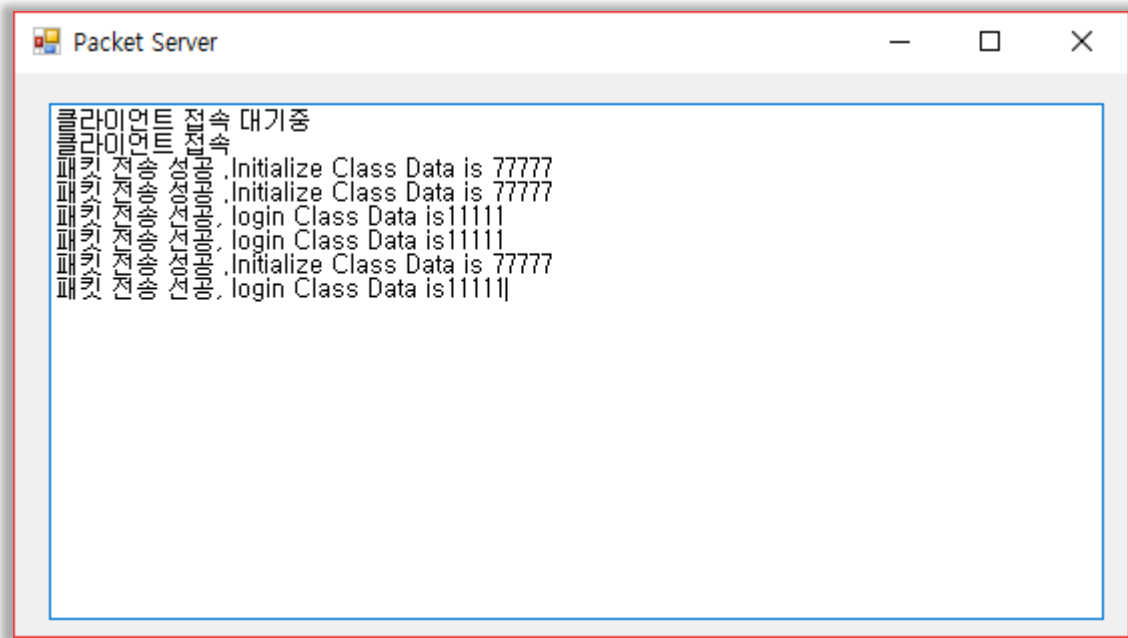 Packet Server
클라이언트 접속 대기중
클라이언트 접속
패킷 전송 성공 ,Initialize Class Data is 77777
패킷 전송 성공 ,Initialize Class Data is 77777
패킷 전송 선공, login Class Data is11111
패킷 전송 선공, login Class Data is11111
패킷 전송 성공 ,Initialize Class Data is 77777
패킷 전송 선공, login Class Data is11111